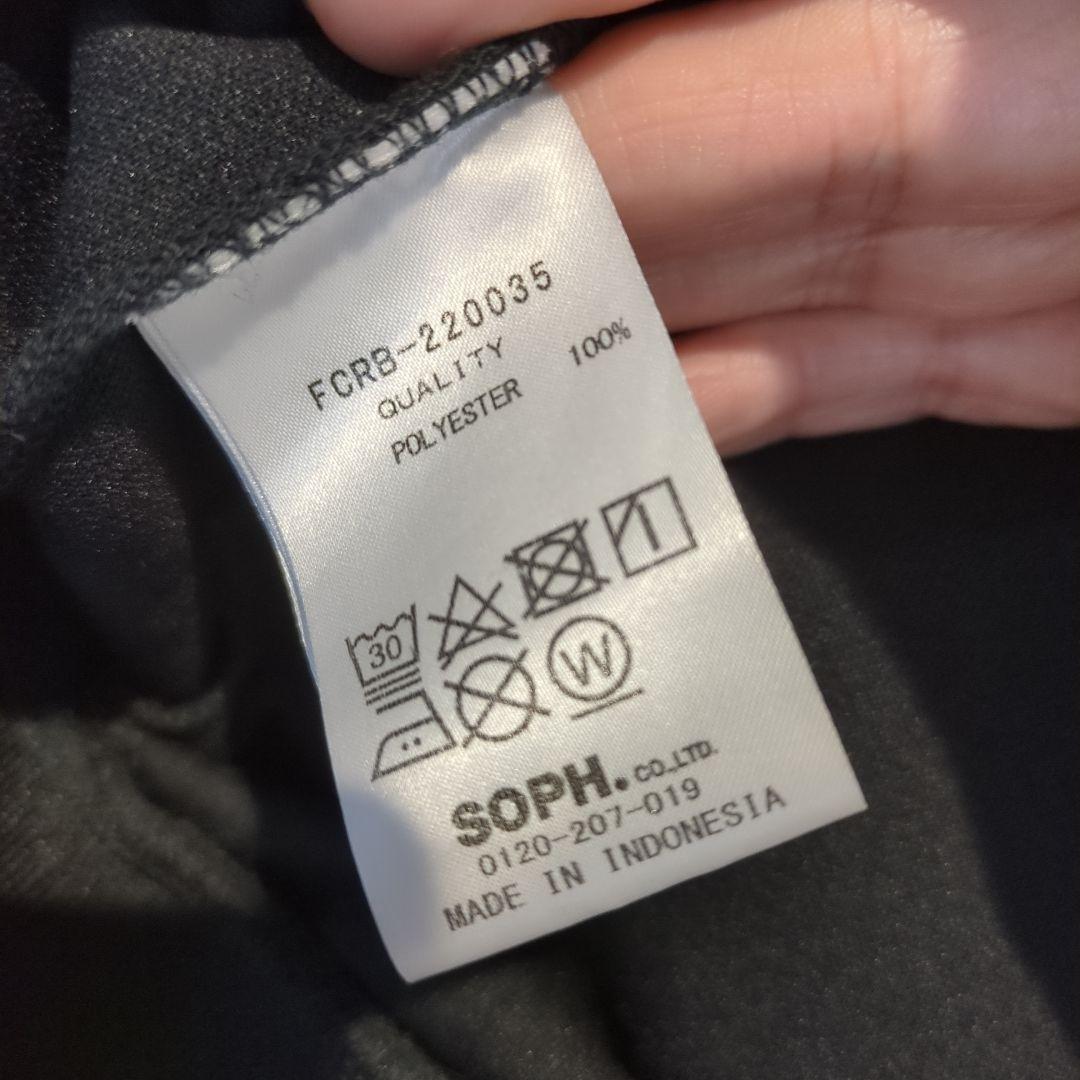 FCRB-220035
QUALITY
POLYESTER 100%
30
W
SOPH. CO.,LTD.
0120-207-019
MADE IN INDONESIA